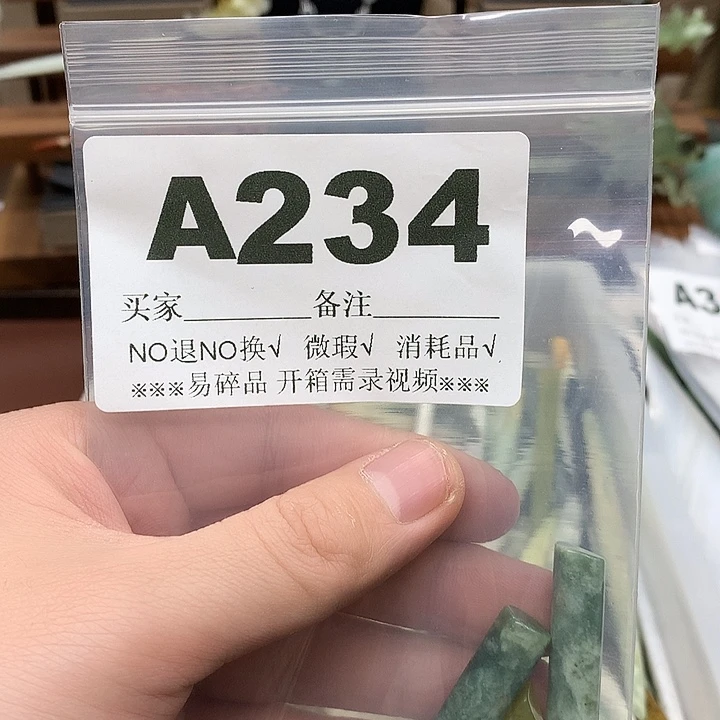 A234
买家________备注________
NO退NO换√ 微瑕√ 消耗品√
※※※易碎品 开箱需录视频※※※
A3